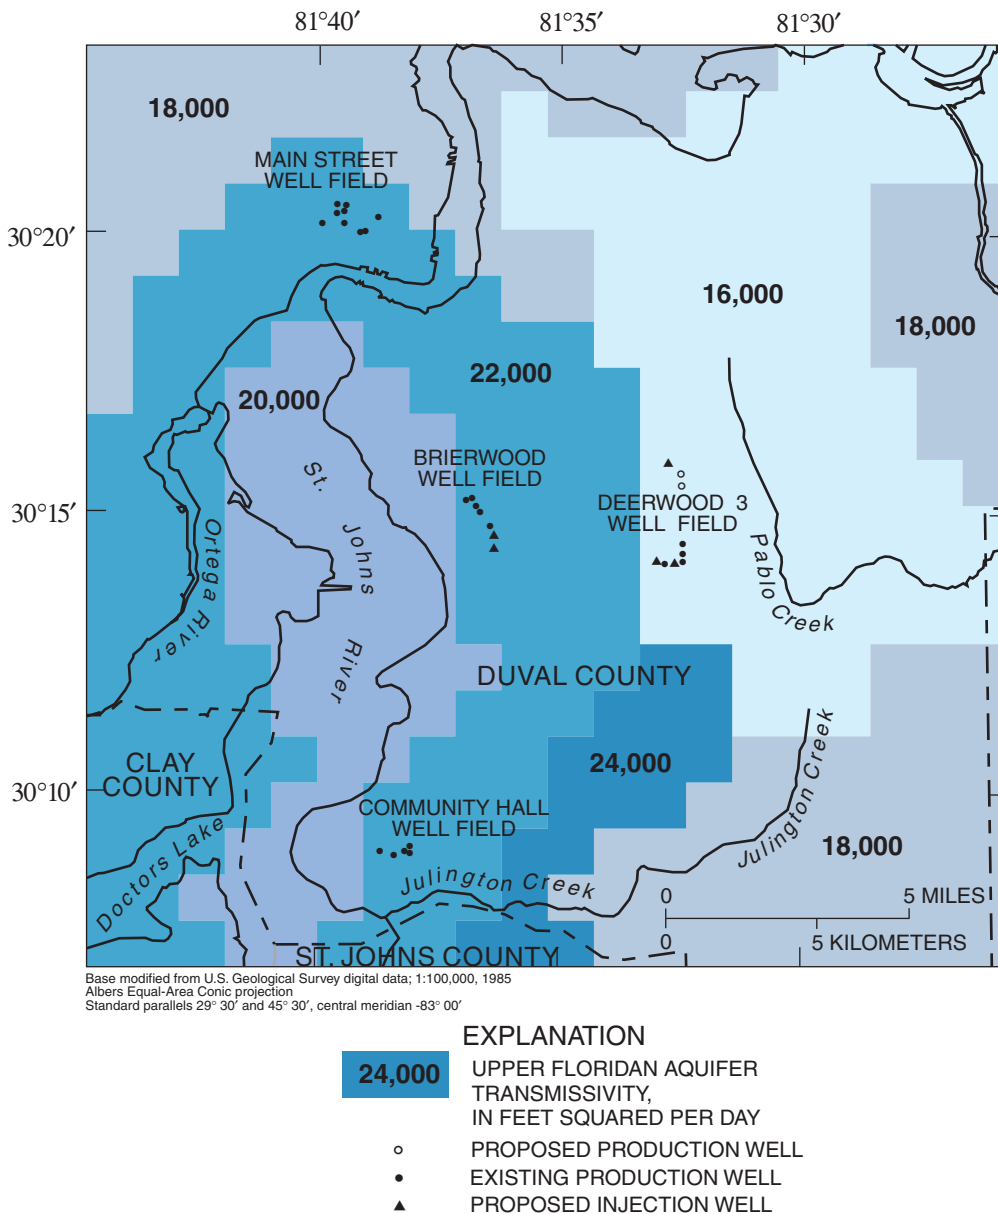 81°40′
81°35′
81°30′
18,000
MAIN STREET
WELL FIELD
30°20′
16,000
18,000
22,000
20,000
St.
Johns
River
BRIERWOOD
WELL FIELD
DEERWOOD 3
WELL FIELD
30°15′
Ortega River
Pablo Creek
DUVAL COUNTY
24,000
CLAY
COUNTY
30°10′
COMMUNITY HALL
WELL FIELD
Julington Creek
18,000
Doctors Lake
Julington Creek
0
5 MILES
0
5 KILOMETERS
ST. JOHNS COUNTY
Base modified from U.S. Geological Survey digital data; 1:100,000, 1985
Albers Equal-Area Conic projection
Standard parallels 29° 30′ and 45° 30′, central meridian -83° 00′
EXPLANATION
24,000
UPPER FLORIDAN AQUIFER
TRANSMISSIVITY,
IN FEET SQUARED PER DAY
PROPOSED PRODUCTION WELL
EXISTING PRODUCTION WELL
PROPOSED INJECTION WELL